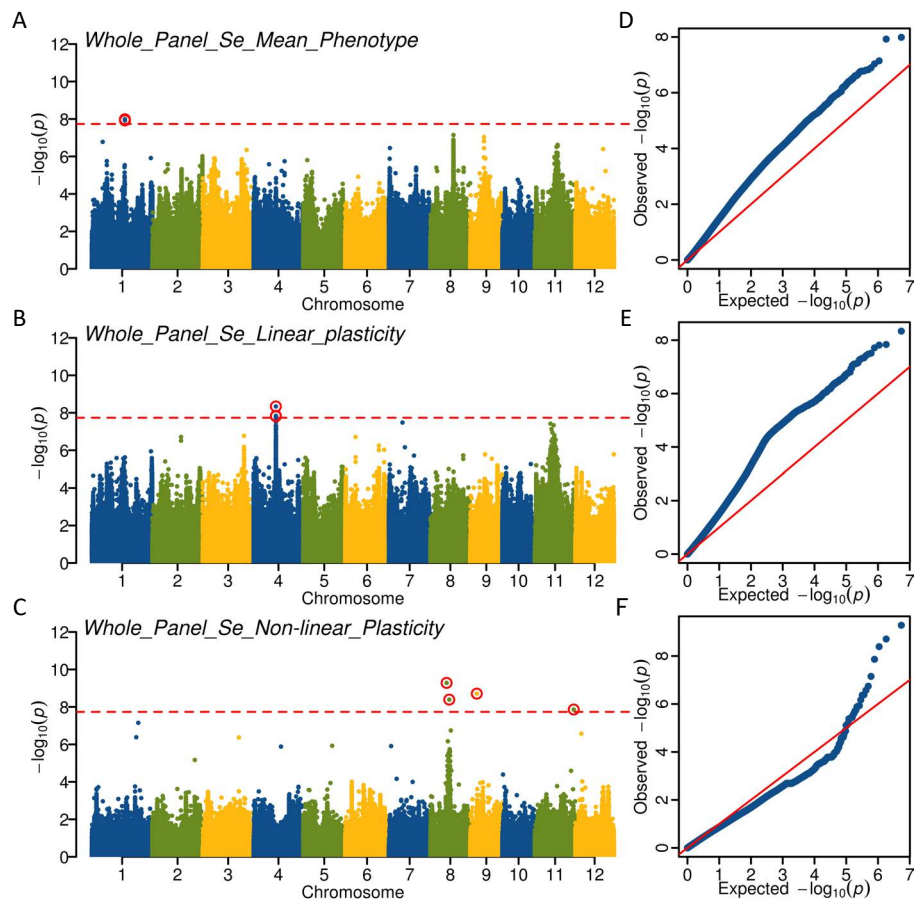 A
Whole_Panel_Se_Mean_Phenotype
12
10
8
6
4
2
0
−log10(p)
1 2 3 4 5 6 7 8 9 10 11 12
Chromosome
D
8
6
4
2
0
Observed −log10(p)
0 1 2 3 4 5 6 7
Expected −log10(p)
B
Whole_Panel_Se_Linear_plasticity
12
10
8
6
4
2
0
−log10(p)
1 2 3 4 5 6 7 8 9 10 11 12
Chromosome
E
8
6
4
2
0
Observed −log10(p)
0 1 2 3 4 5 6 7
Expected −log10(p)
C
Whole_Panel_Se_Non-linear_Plasticity
12
10
8
6
4
2
0
−log10(p)
1 2 3 4 5 6 7 8 9 10 11 12
Chromosome
F
8
6
4
2
0
Observed −log10(p)
0 1 2 3 4 5 6 7
Expected −log10(p)